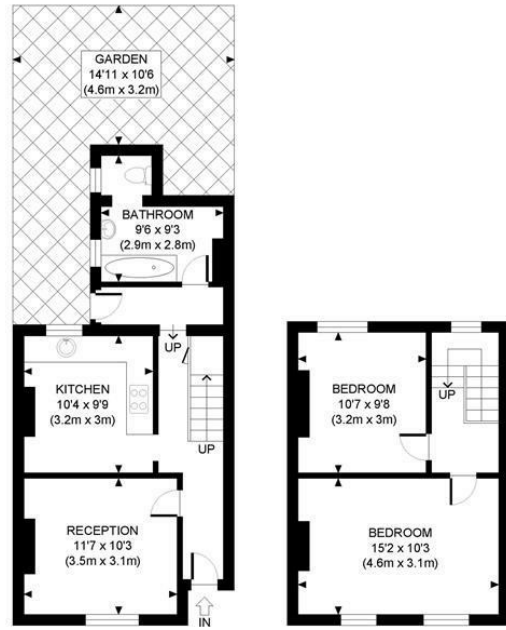 GARDEN
14'11 x 10'6
(4.6m x 3.2m)
BATHROOM
9'6 x 9'3
(2.9m x 2.8m)
UP
KITCHEN
10'4 x 9'9
(3.2m x 3m)
UP
RECEPTION
11'7 x 10'3
(3.5m x 3.1m)
IN
BEDROOM
10'7 x 9'8
(3.2m x 3m)
UP
BEDROOM
15'2 x 10'3
(4.6m x 3.1m)